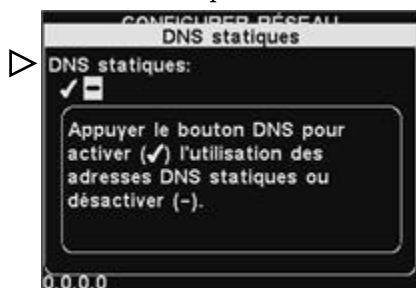 CONFIGURER RÉSEAU
DNS statiques
DNS statiques:
✓ −
Appuyer le bouton DNS pour
activer (✓) l'utilisation des
adresses DNS statiques ou
désactiver (−).
0.0.0.0